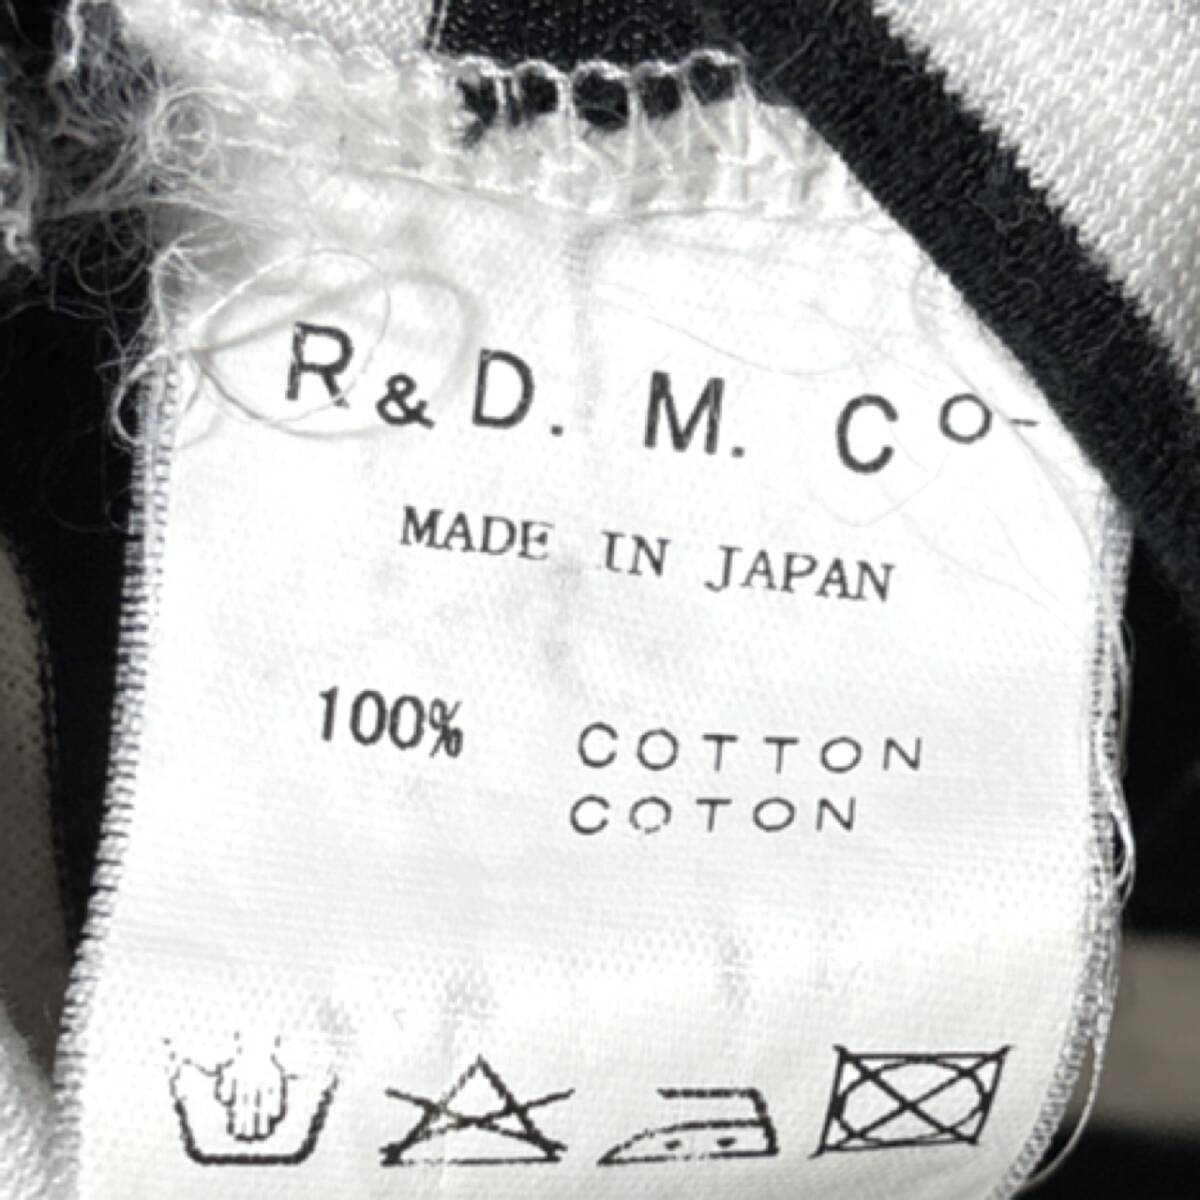 R&D. M. Co-
MADE IN JAPAN
100% COTTON
COTON